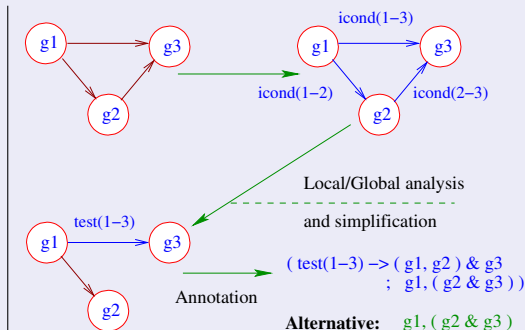 icond(1−3)
g1
g3
g1
g3
icond(1−2)
icond(2−3)
g2
g2
Local/Global analysis
and simplification
test(1−3)
g1
g3
( test(1−3) −> ( g1, g2 ) & g3
; g1, ( g2 & g3 ) )
Annotation
g2
Alternative: g1, ( g2 & g3 )